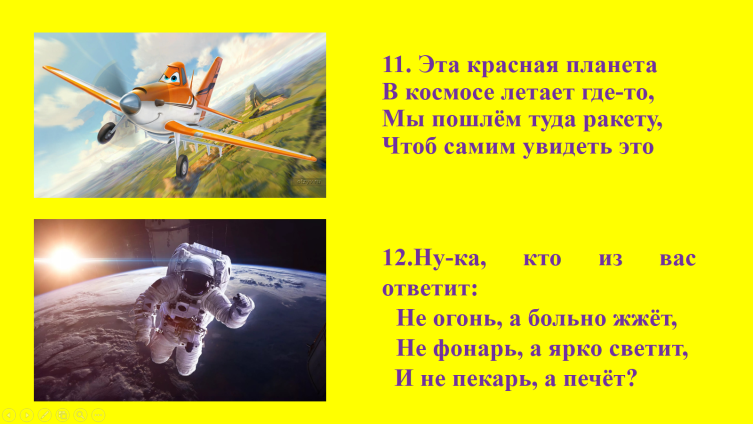 11. Эта красная планета
В космосе летает где-то,
Мы пошлём туда ракету,
Чтоб самим увидеть это
12.Ну-ка, кто из вас
ответит:
Не огонь, а больно жжёт,
Не фонарь, а ярко светит,
И не пекарь, а печёт?